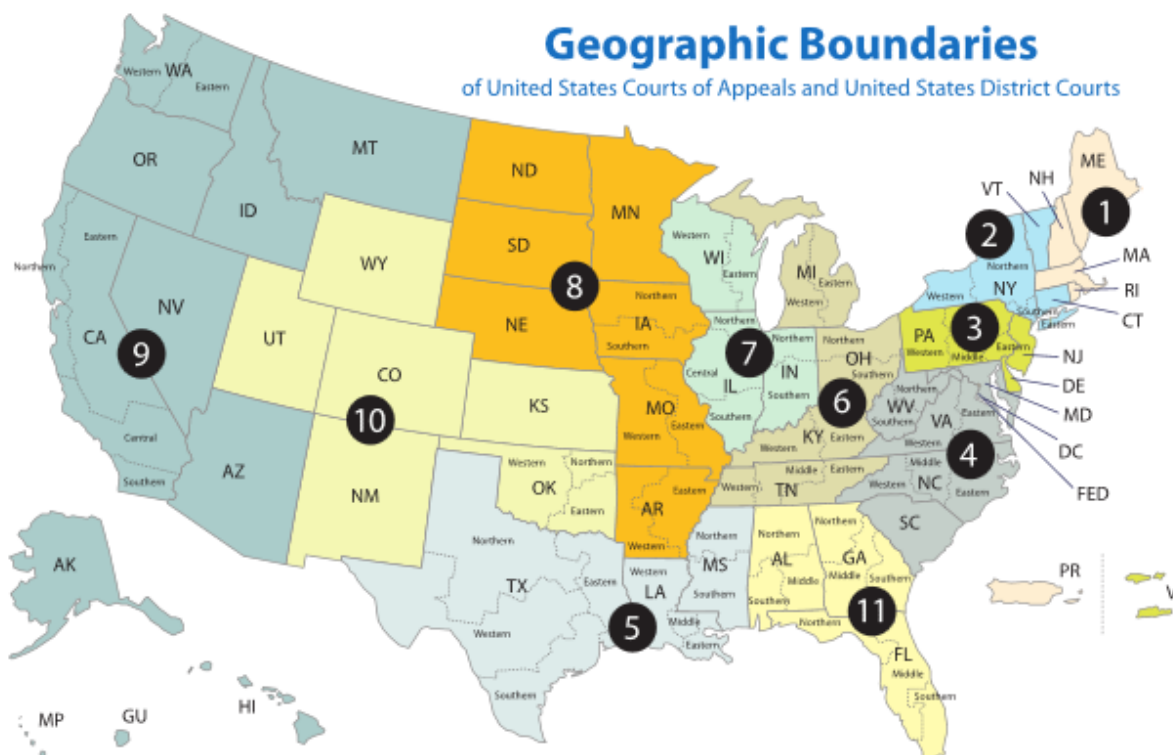 Geographic Boundaries
of United States Courts of Appeals and United States District Courts
WA
Western
Eastern
MT
OR
ID
ND
MN
ME
NH
VT
1
2
SD
WY
WI
Western
Eastern
MI
Western
Eastern
Northern
MA
RI
CT
NY
Northern
Western
Southern
Eastern
8
NE
IA
Northern
Southern
NV
UT
CA
Eastern
Northern
Central
Southern
9
7
Northern
Central
IL
Southern
Northern
IN
Southern
Northern
OH
Southern
PA
3
Western
Middle
Eastern
NJ
DE
MD
DC
FED
CO
KS
10
MO
Western
Eastern
6
KY
Western
Eastern
WV
Northern
Southern
VA
Eastern
Western
4
AZ
NM
OK
Western
Northern
Eastern
AR
Eastern
Western
TN
Western
Middle
Eastern
NC
Western
Middle
Eastern
SC
AK
TX
Northern
Eastern
Western
Southern
LA
Western
Middle
Eastern
5
MS
Northern
Southern
AL
Northern
Middle
Southern
GA
Northern
Middle
Southern
11
FL
Northern
Middle
Southern
PR
MP
GU
HI